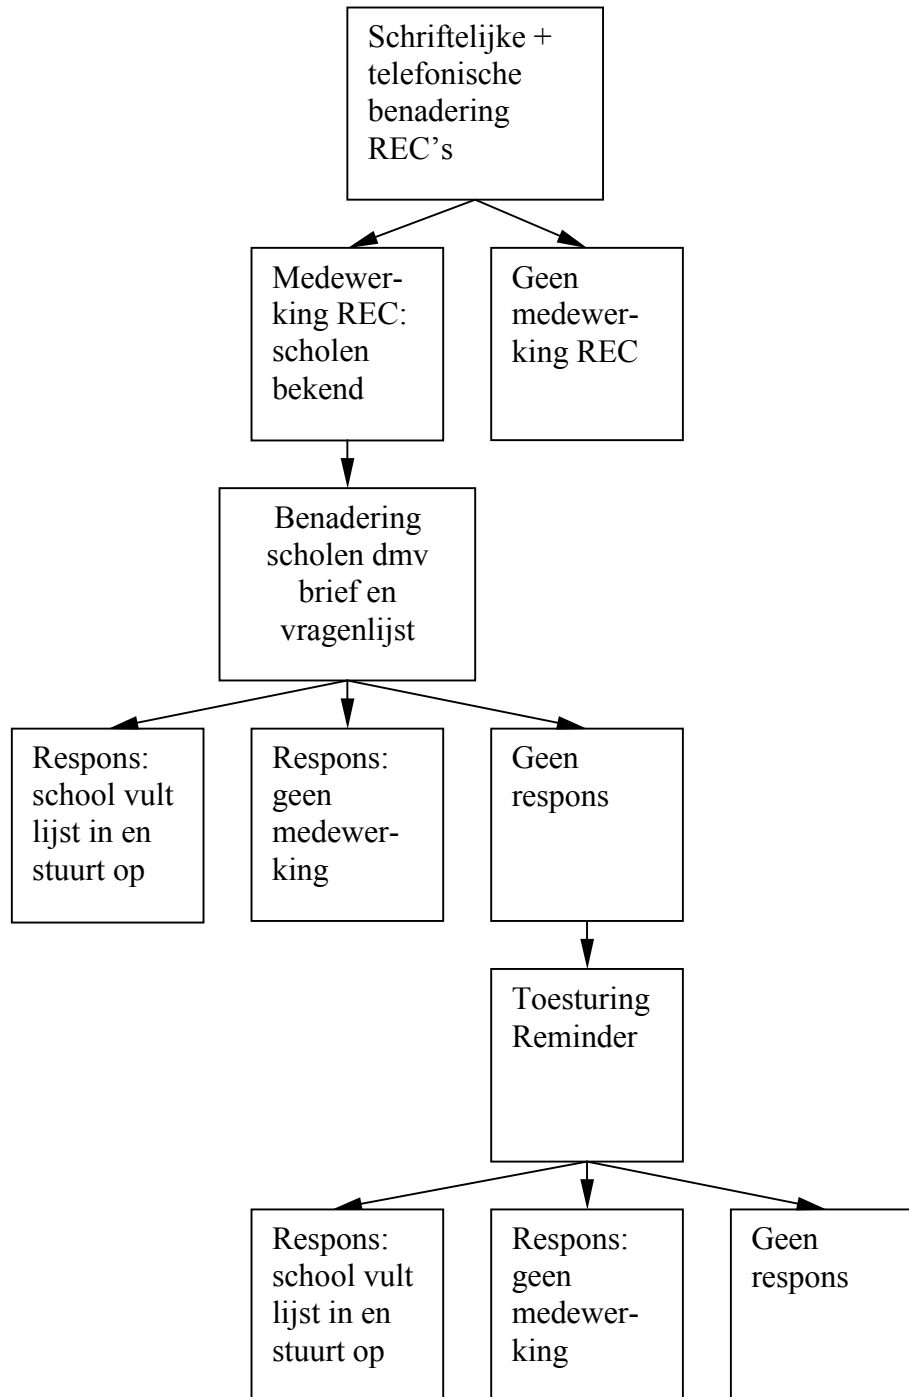 Schriftelijke +
telefonische
benadering
REC’s
Medewer-
king REC:
scholen
bekend
Geen
medewer-
king REC
Benadering
scholen dmv
brief en
vragenlijst
Respons:
school vult
lijst in en
stuurt op
Respons:
geen
medewer-
king
Geen
respons
Toesturing
Reminder
Respons:
school vult
lijst in en
stuurt op
Respons:
geen
medewer-
king
Geen
respons